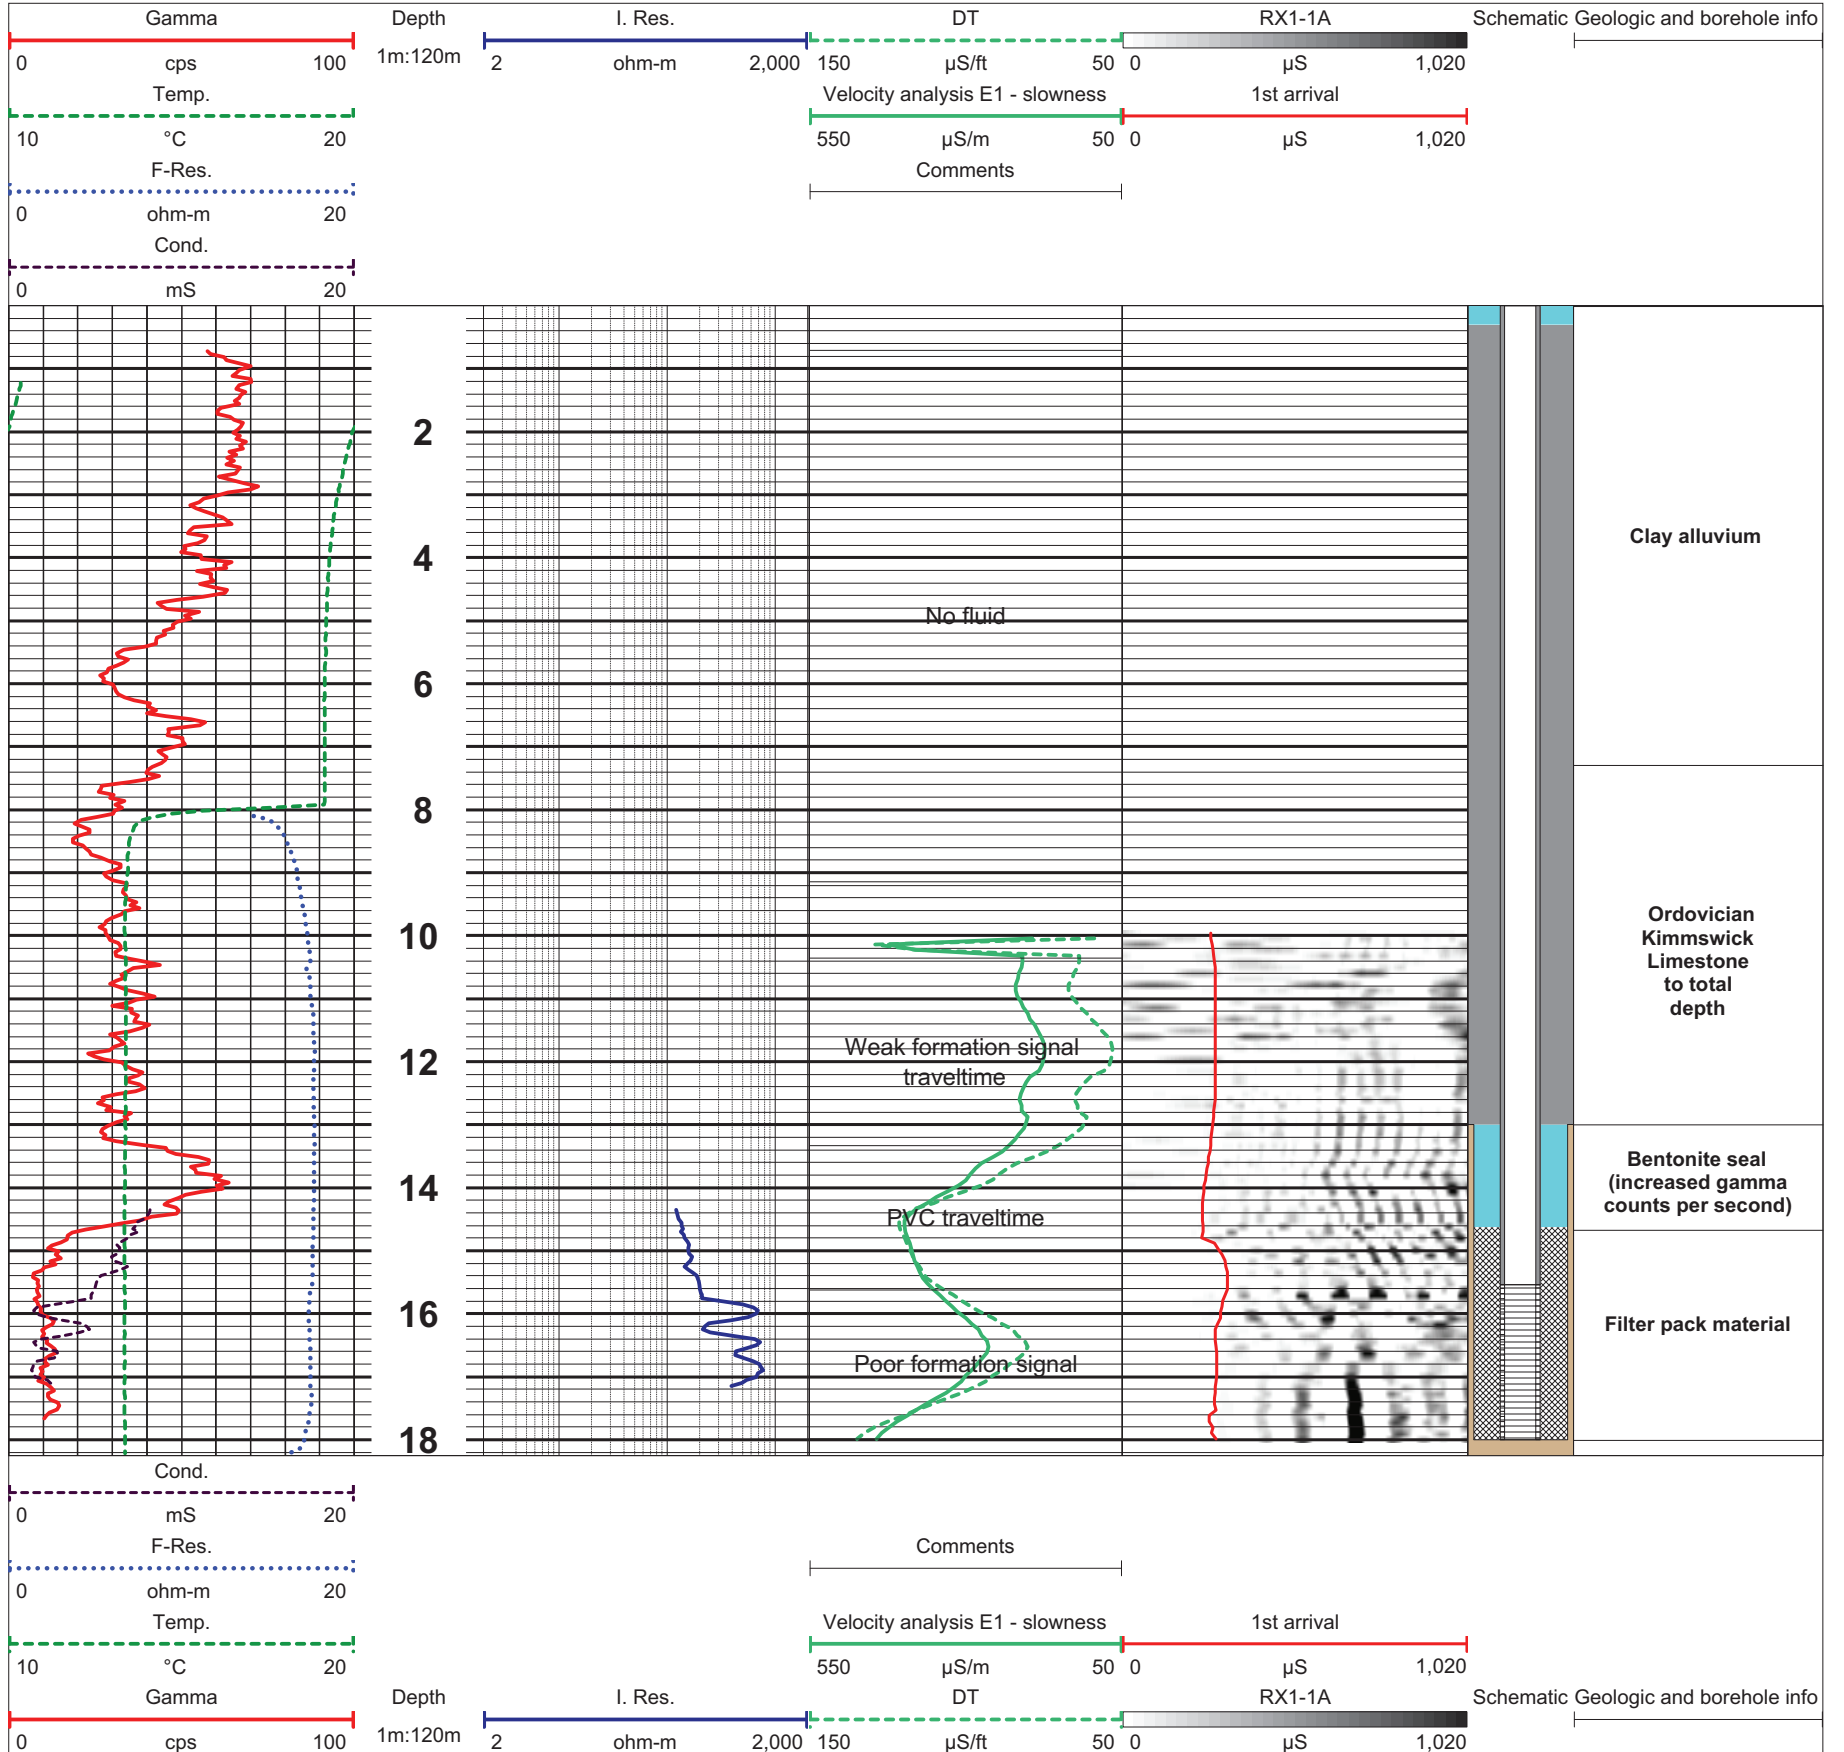 Gamma Depth I. Res. DT RX1-1A Schematic Geologic and borehole info
0 cps 100 1m:120m 2 ohm-m 2,000 150 µS/ft 50 0 µS 1,020
Temp. Velocity analysis E1 - slowness 1st arrival
10 °C 20 550 µS/m 50 0 µS 1,020
F-Res. Comments
0 ohm-m 20
Cond.
0 mS 20
2
4
Clay alluvium
No fluid
6
8
10
Ordovician
Kimmswick
Limestone
to total
depth
Weak formation signal
traveltime
12
14
Bentonite seal
(increased gamma
counts per second)
PVC traveltime
16
Filter pack material
Poor formation signal
18
Cond.
0 mS 20
F-Res. Comments
0 ohm-m 20
Temp. Velocity analysis E1 - slowness 1st arrival
10 °C 20 550 µS/m 50 0 µS 1,020
Gamma Depth I. Res. DT RX1-1A Schematic Geologic and borehole info
0 cps 100 1m:120m 2 ohm-m 2,000 150 µS/ft 50 0 µS 1,020